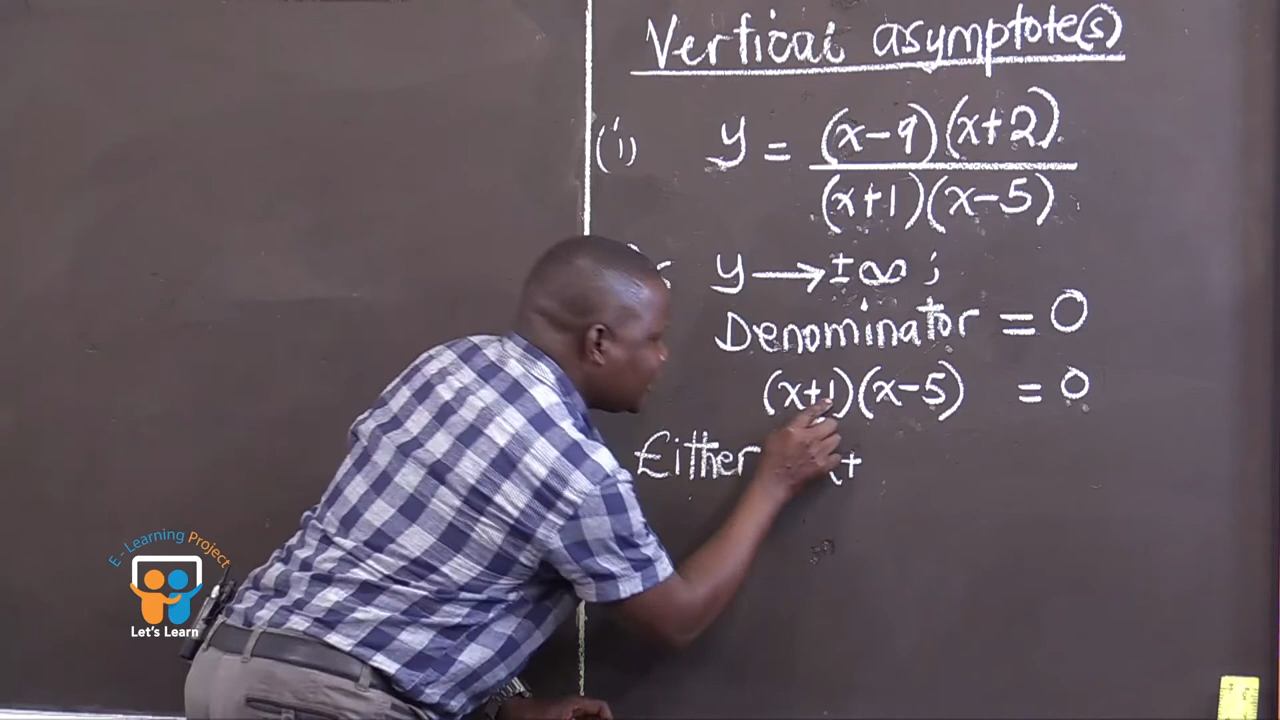 Vertical asymptote(s)
(i) y = (x-9)(x+2)
(x+1)(x-5)
y → ±∞ ;
Denominator = 0
(x+1)(x-5) = 0
Either +
E - Learning Project
Let's Learn